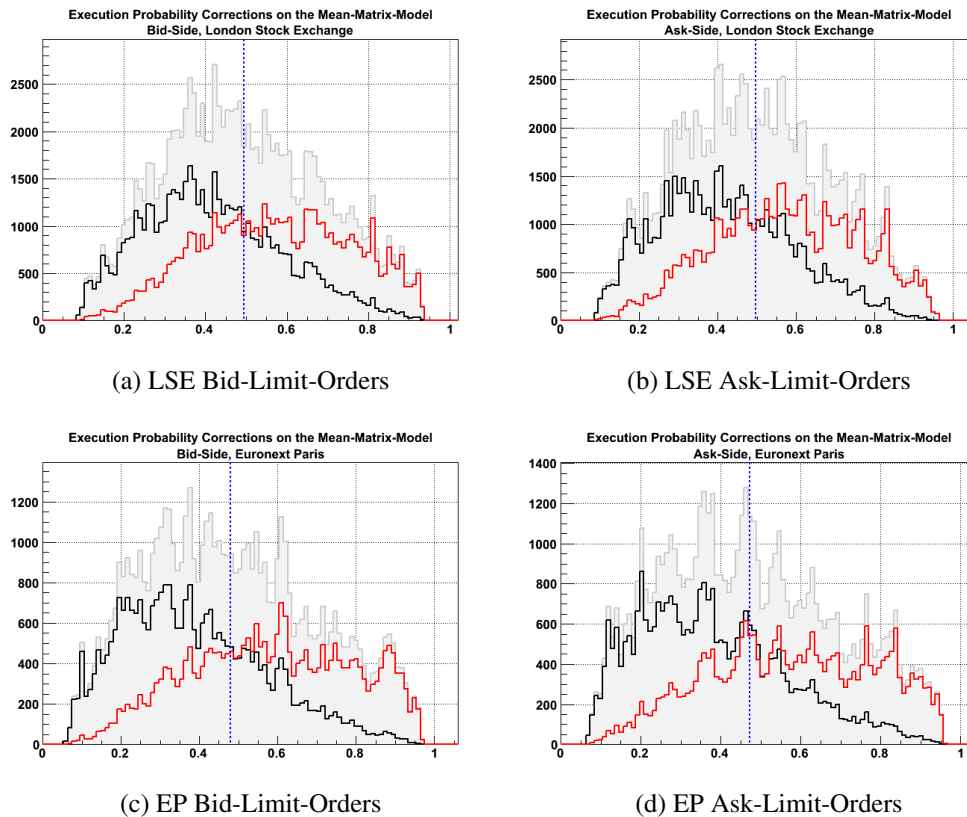 Execution Probability Corrections on the Mean-Matrix-Model
Bid-Side, London Stock Exchange
2500
2000
1500
1000
500
0
0 0.2 0.4 0.6 0.8 1
(a) LSE Bid-Limit-Orders
Execution Probability Corrections on the Mean-Matrix-Model
Ask-Side, London Stock Exchange
2500
2000
1500
1000
500
0
0 0.2 0.4 0.6 0.8 1
(b) LSE Ask-Limit-Orders
Execution Probability Corrections on the Mean-Matrix-Model
Bid-Side, Euronext Paris
1200
1000
800
600
400
200
0
0 0.2 0.4 0.6 0.8 1
(c) EP Bid-Limit-Orders
Execution Probability Corrections on the Mean-Matrix-Model
Ask-Side, Euronext Paris
1400
1200
1000
800
600
400
200
0
0 0.2 0.4 0.6 0.8 1
(d) EP Ask-Limit-Orders